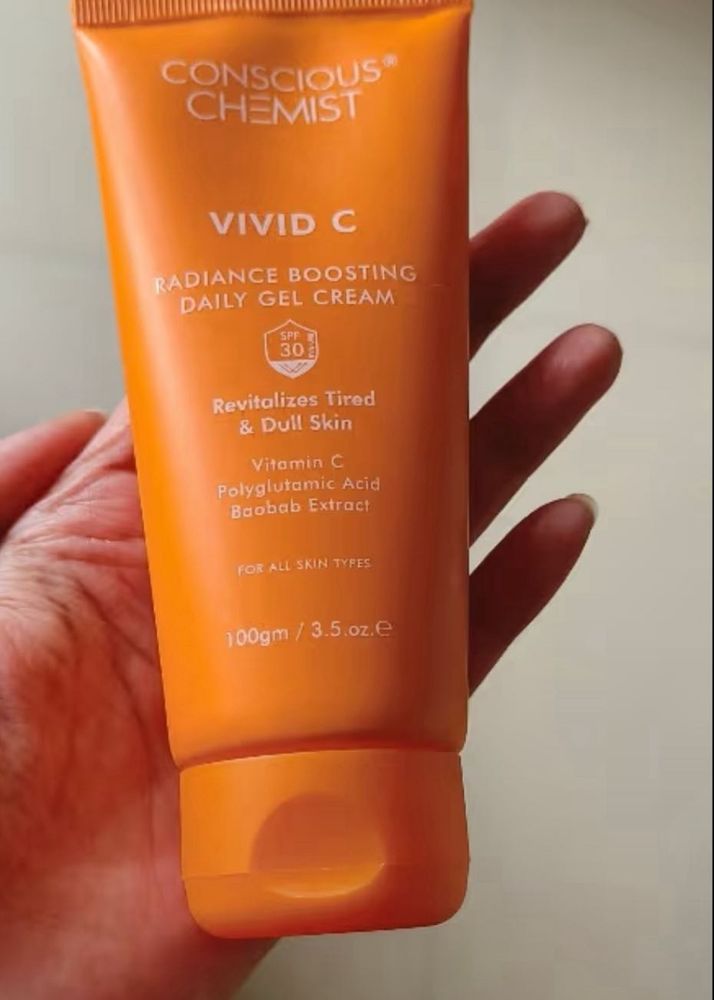 CONSCIOUS®
CHEMIST
VIVID C
RADIANCE BOOSTING
DAILY GEL CREAM
SPF
30
Revitalizes Tired
& Dull Skin
Vitamin C
Polyglutamic Acid
Baobab Extract
FOR ALL SKIN TYPES
100gm / 3.5.oz.℮